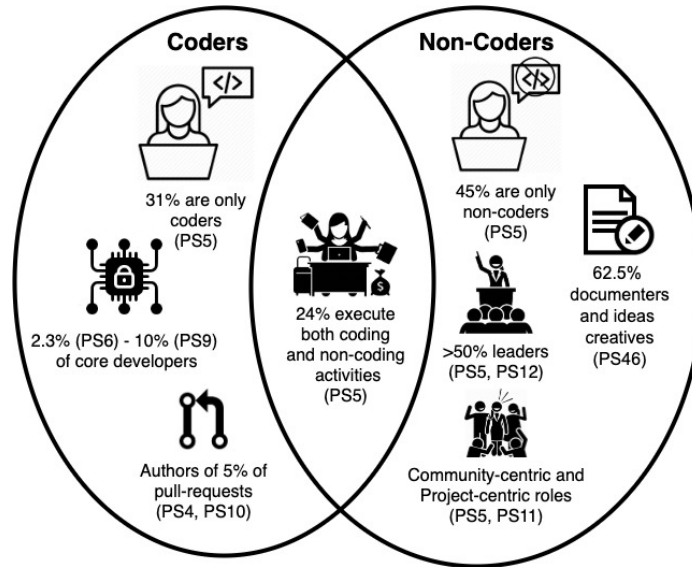 Coders
</>
31% are only
coders
(PS5)
2.3% (PS6) - 10% (PS9)
of core developers
Authors of 5% of
pull-requests
(PS4, PS10)
$
24% execute
both coding
and non-coding
activities
(PS5)
Non-Coders
</>
45% are only
non-coders
(PS5)
62.5%
documenters
and ideas
creatives
(PS46)
>50% leaders
(PS5, PS12)
Community-centric and
Project-centric roles
(PS5, PS11)